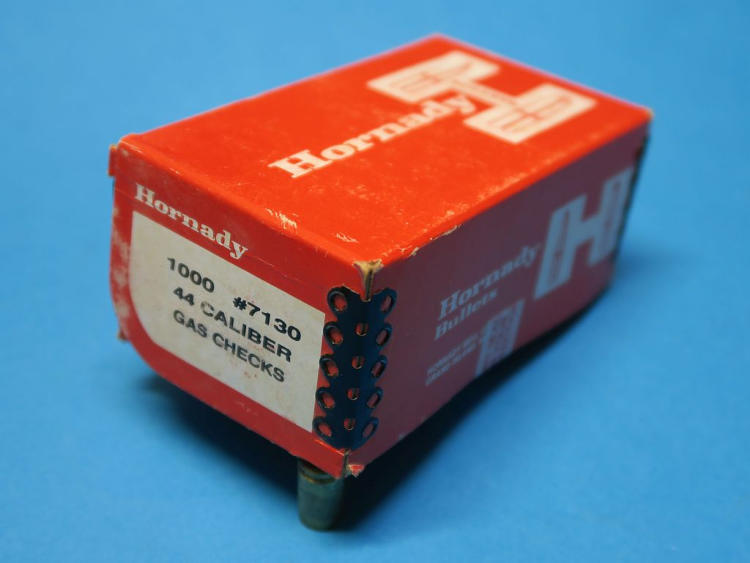 Hornady
Hornady
1000 #7130
44 CALIBER
GAS CHECKS
Hornady
Bullets